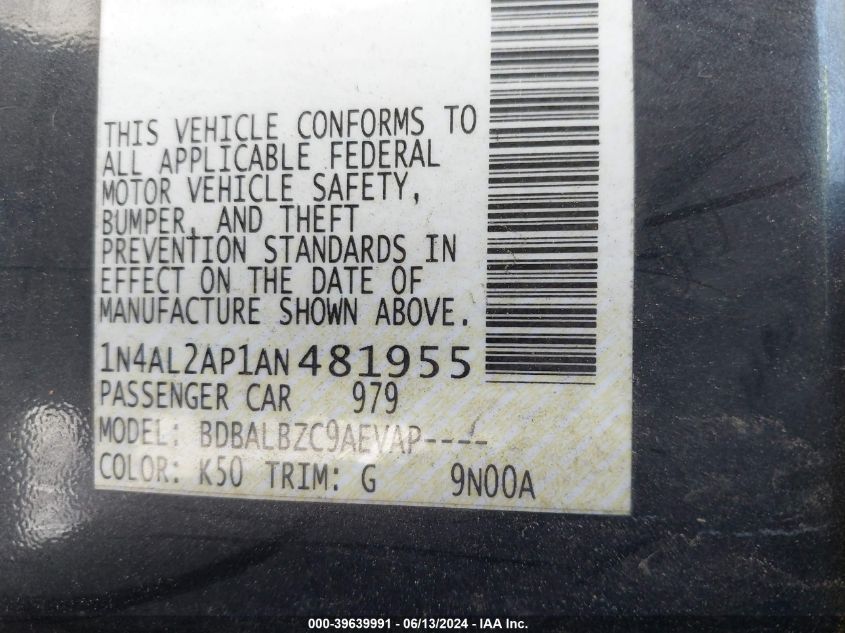 THIS VEHICLE CONFORMS TO
ALL APPLICABLE FEDERAL
MOTOR VEHICLE SAFETY,
BUMPER, AND THEFT
PREVENTION STANDARDS IN
EFFECT ON THE DATE OF
MANUFACTURE SHOWN ABOVE.
1N4AL2AP1AN481955
PASSENGER CAR 979
MODEL: BDBALBZC9AEVAP----
COLOR: K50 TRIM: G 9N00A
000-39639991 - 06/13/2024 - IAA Inc.